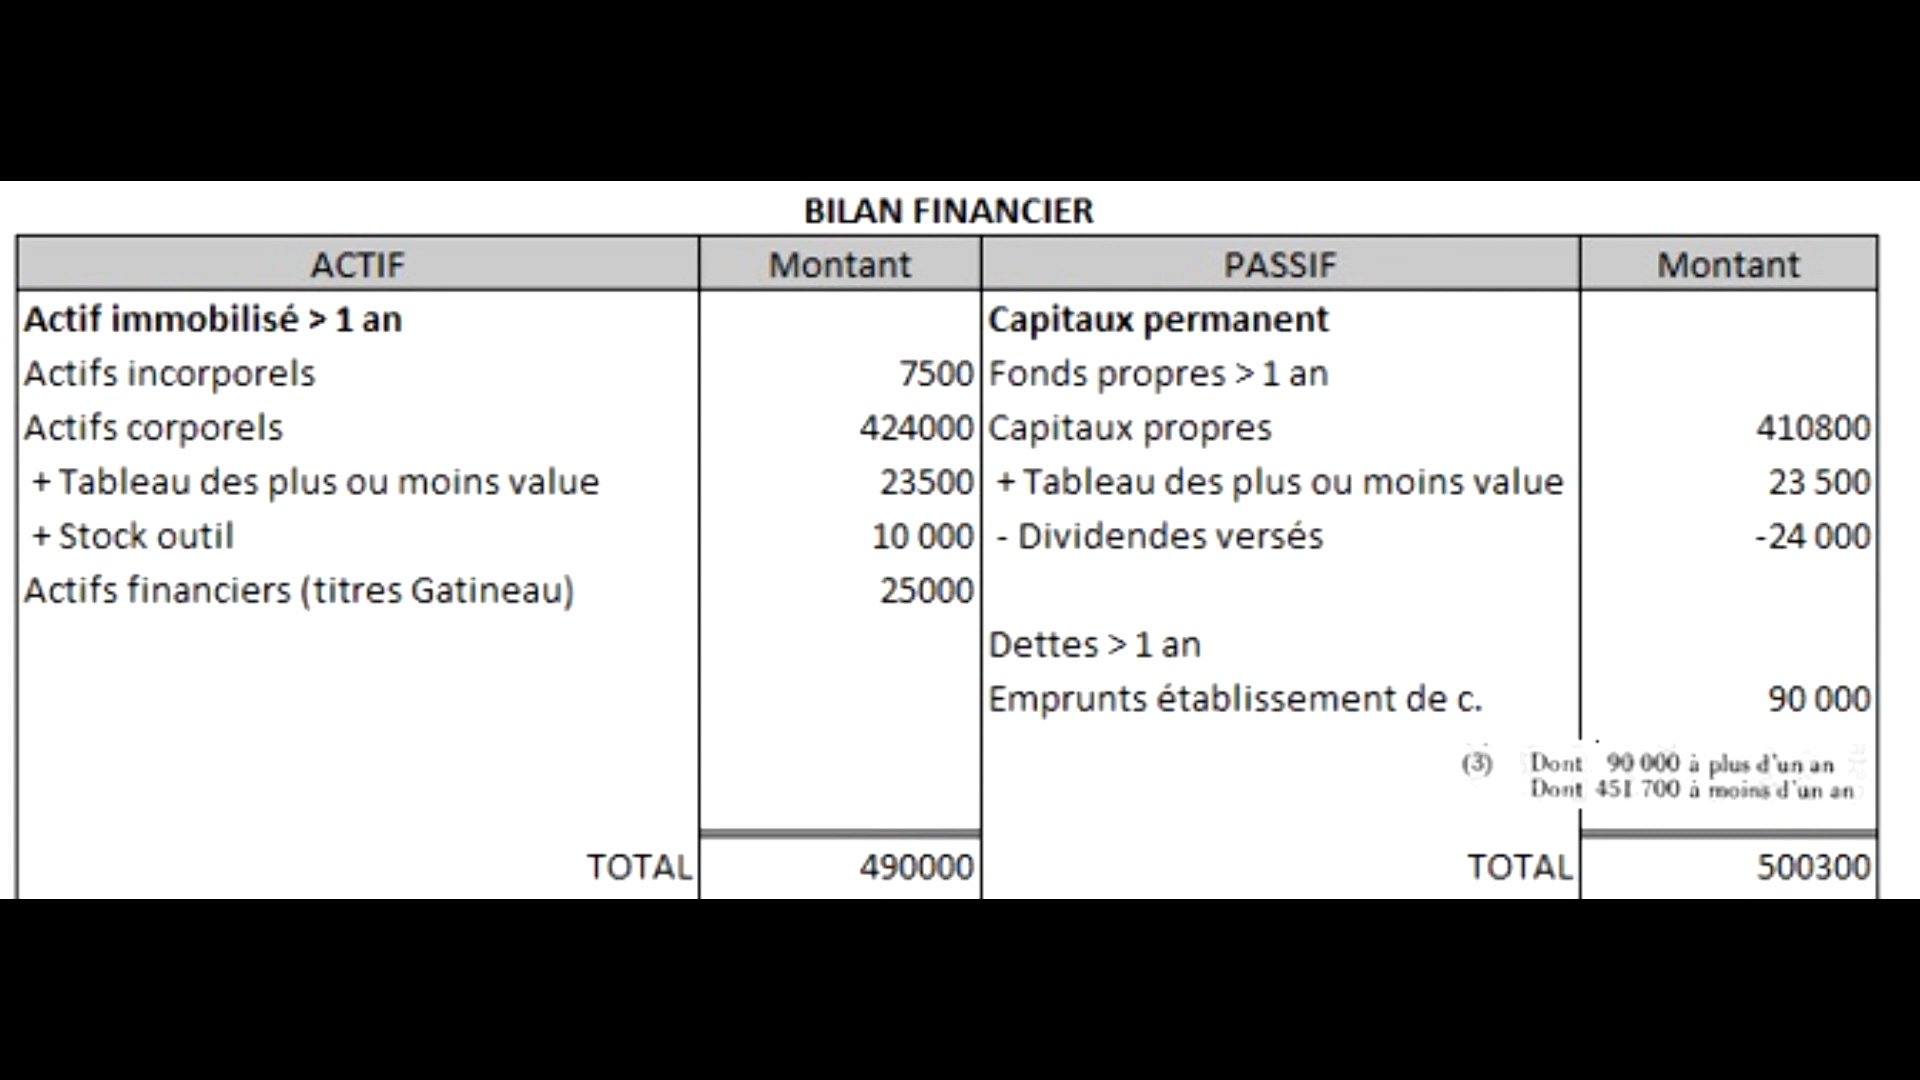 BILAN FINANCIER
ACTIF Montant PASSIF Montant
Actif immobilisé > 1 an Capitaux permanent
Actifs incorporels 7500 Fonds propres > 1 an
Actifs corporels 424000 Capitaux propres 410800
+ Tableau des plus ou moins value 23500 + Tableau des plus ou moins value 23 500
+ Stock outil 10 000 - Dividendes versés -24 000
Actifs financiers (titres Gatineau) 25000
Dettes > 1 an
Emprunts établissement de c. 90 000
(3) Dont 90 000 à plus d'un an
Dont 451 700 à moins d'un an
TOTAL 490000 TOTAL 500300